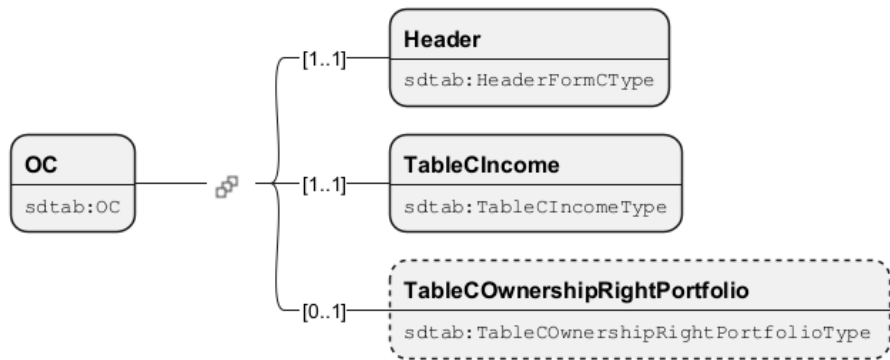 Header
[1..1]
sdtab:HeaderFormCType
OC
sdtab:OC
TableCIncome
[1..1]
sdtab:TableCIncomeType
TableCOwnershipRightPortfolio
[0..1]
sdtab:TableCOwnershipRightPortfolioType